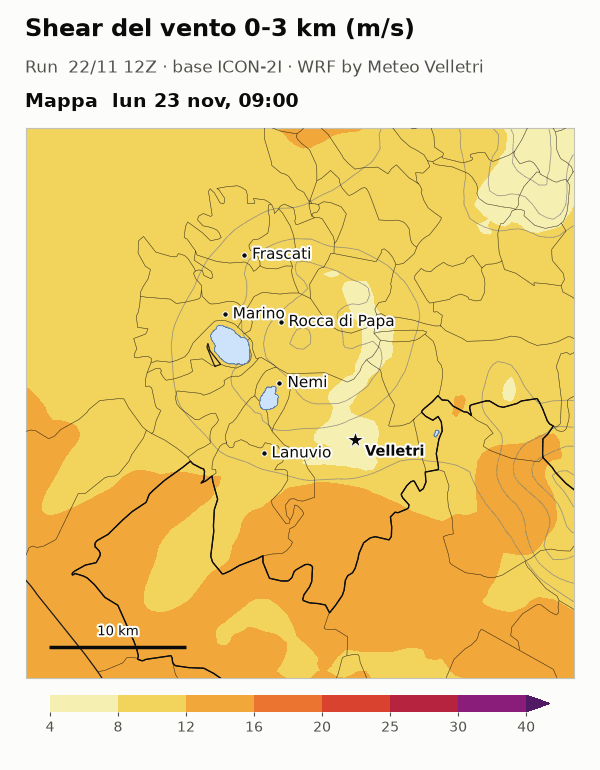 Shear del vento 0-3 km (m/s)
Run  22/11 12Z · base ICON-2I · WRF by Meteo Velletri
Mappa  lun 23 nov, 09:00
Frascati
Marino
Rocca di Papa
Nemi
Velletri
Lanuvio
10 km
4 8 12 16 20 25 30 40